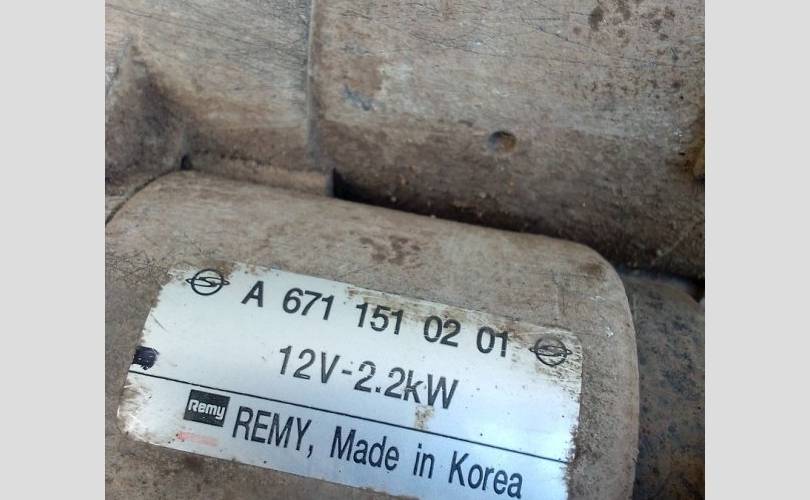 A 671 151 02 01
12V-2.2kW
Remy REMY, Made in Korea